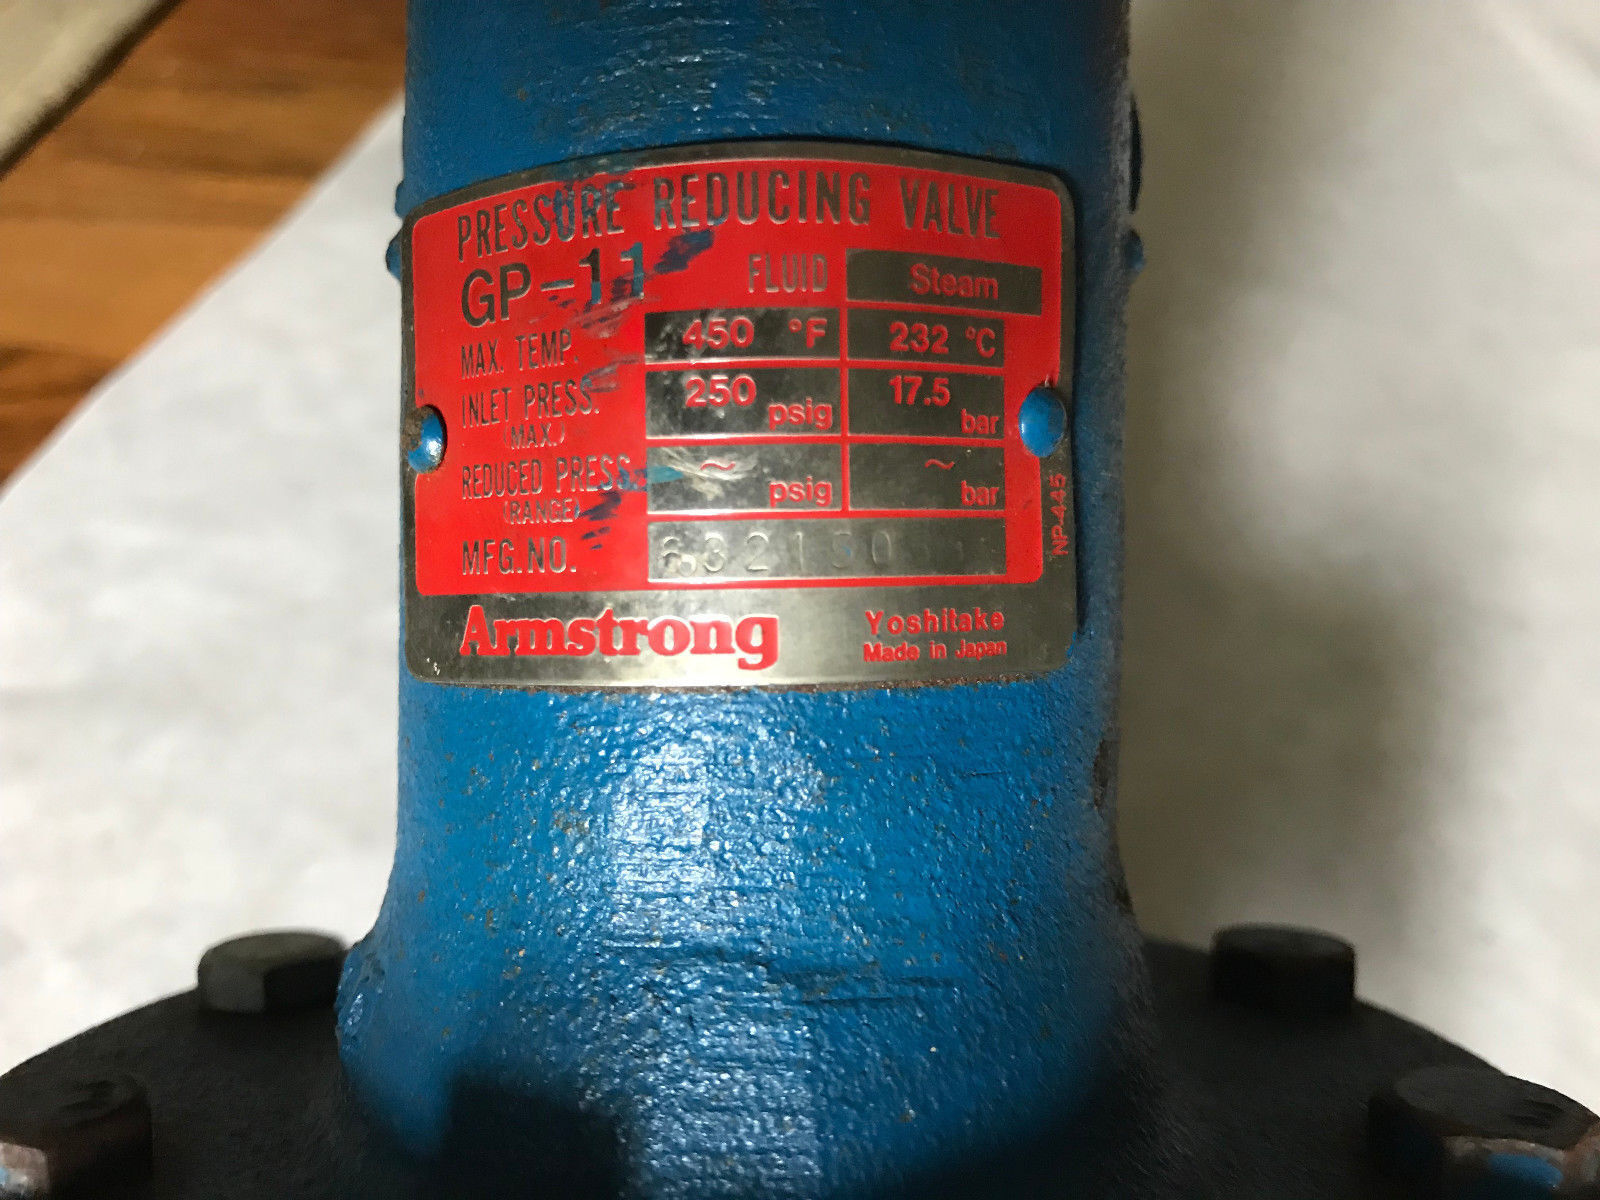 PRESSURE REDUCING VALVE
GP-11 FLUID Steam
MAX. TEMP. 450 °F 232 °C
INLET PRESS. (MAX.) 250 psig 17.5 bar
REDUCED PRESS. (RANGE) ~ psig ~ bar
MFG. NO. 632150
Armstrong
Yoshitake
Made in Japan
NP-445